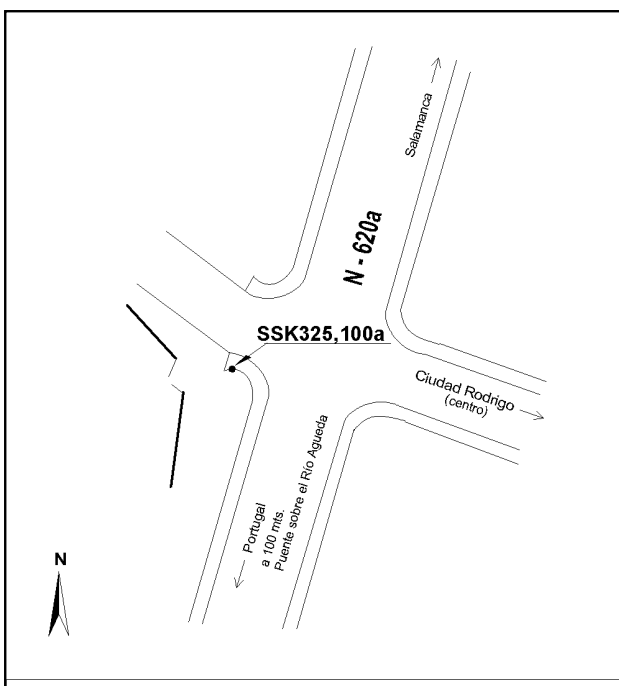 Salamanca
N - 620a
SSK325,100a
Ciudad Rodrigo
(centro)
Portugal
a 100 mts.
Puente sobre el Río Agueda
N